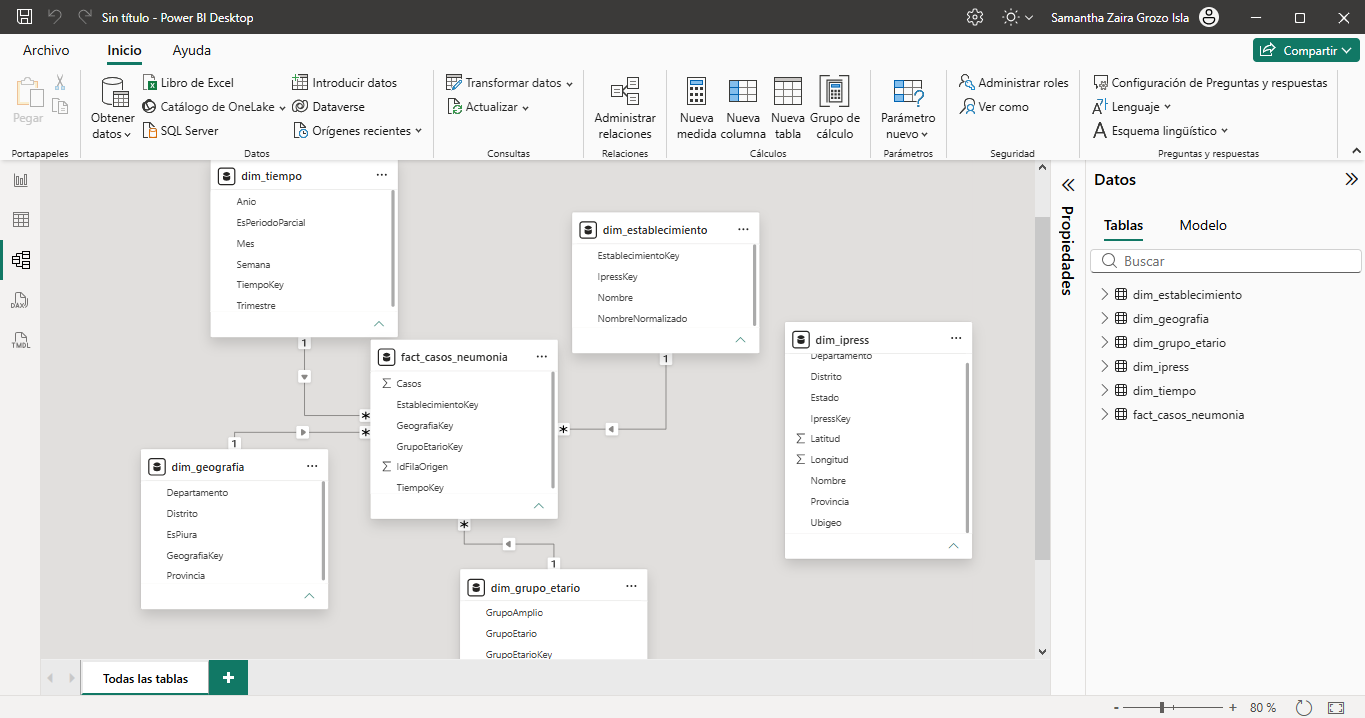 Sin título - Power BI Desktop
Samantha Zaira Grozo Isla
Archivo
Inicio
Ayuda
Compartir
Pegar
Portapapeles
Obtener datos
Libro de Excel
Catálogo de OneLake
SQL Server
Introducir datos
Dataverse
Orígenes recientes
Datos
Transformar datos
Actualizar
Consultas
Administrar relaciones
Relaciones
Nueva medida
Nueva columna
Nueva tabla
Grupo de cálculo
Cálculos
Parámetro nuevo
Parámetros
Administrar roles
Ver como
Seguridad
Configuración de Preguntas y respuestas
Lenguaje
Esquema lingüístico
Preguntas y respuestas
DAX
TMDL
dim_tiempo
Anio
EsPeriodoParcial
Mes
Semana
TiempoKey
Trimestre
1
*
dim_establecimiento
EstablecimientoKey
IpressKey
Nombre
NombreNormalizado
1
*
fact_casos_neumonia
Casos
EstablecimientoKey
GeografiaKey
GrupoEtarioKey
IdFilaOrigen
TiempoKey
*
1
dim_geografia
Departamento
Distrito
EsPiura
GeografiaKey
Provincia
*
1
dim_grupo_etario
GrupoAmplio
GrupoEtario
GrupoEtarioKey
dim_ipress
Departamento
Distrito
Estado
IpressKey
Latitud
Longitud
Nombre
Provincia
Ubigeo
Propiedades
Datos
Tablas
Modelo
Buscar
dim_establecimiento
dim_geografia
dim_grupo_etario
dim_ipress
dim_tiempo
fact_casos_neumonia
Todas las tablas
+
- + 80 %